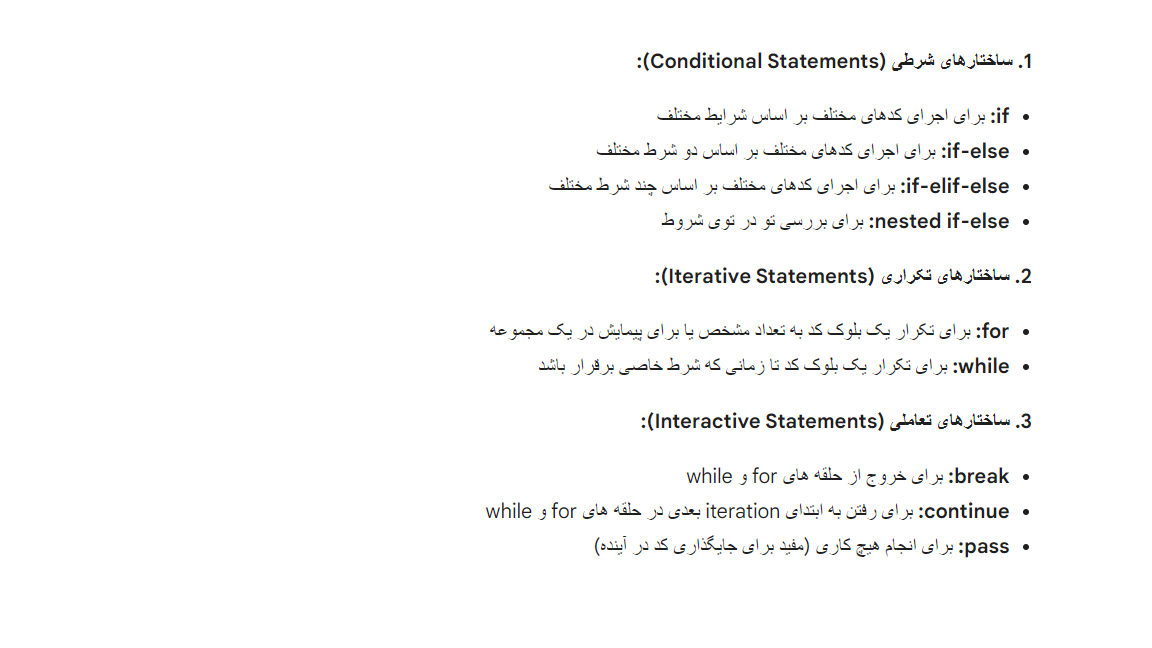 1. ساختارهای شرطی (Conditional Statements):
• if: برای اجرای کدهای مختلف بر اساس شرایط مختلف
• if-else: برای اجرای کدهای مختلف بر اساس دو شرط مختلف
• if-elif-else: برای اجرای کدهای مختلف بر اساس چند شرط مختلف
• nested if-else: برای بررسی تو در توی شروط
2. ساختارهای تکراری (Iterative Statements):
• for: برای تکرار یک بلوک کد به تعداد مشخص یا برای پیمایش در یک مجموعه
• while: برای تکرار یک بلوک کد تا زمانی که شرط خاصی برقرار باشد
3. ساختارهای تعاملی (Interactive Statements):
• break: برای خروج از حلقه های for و while
• continue: برای رفتن به ابتدای iteration بعدی در حلقه های for و while
• pass: برای انجام هیچ کاری (مفید برای جایگذاری کد در آینده)